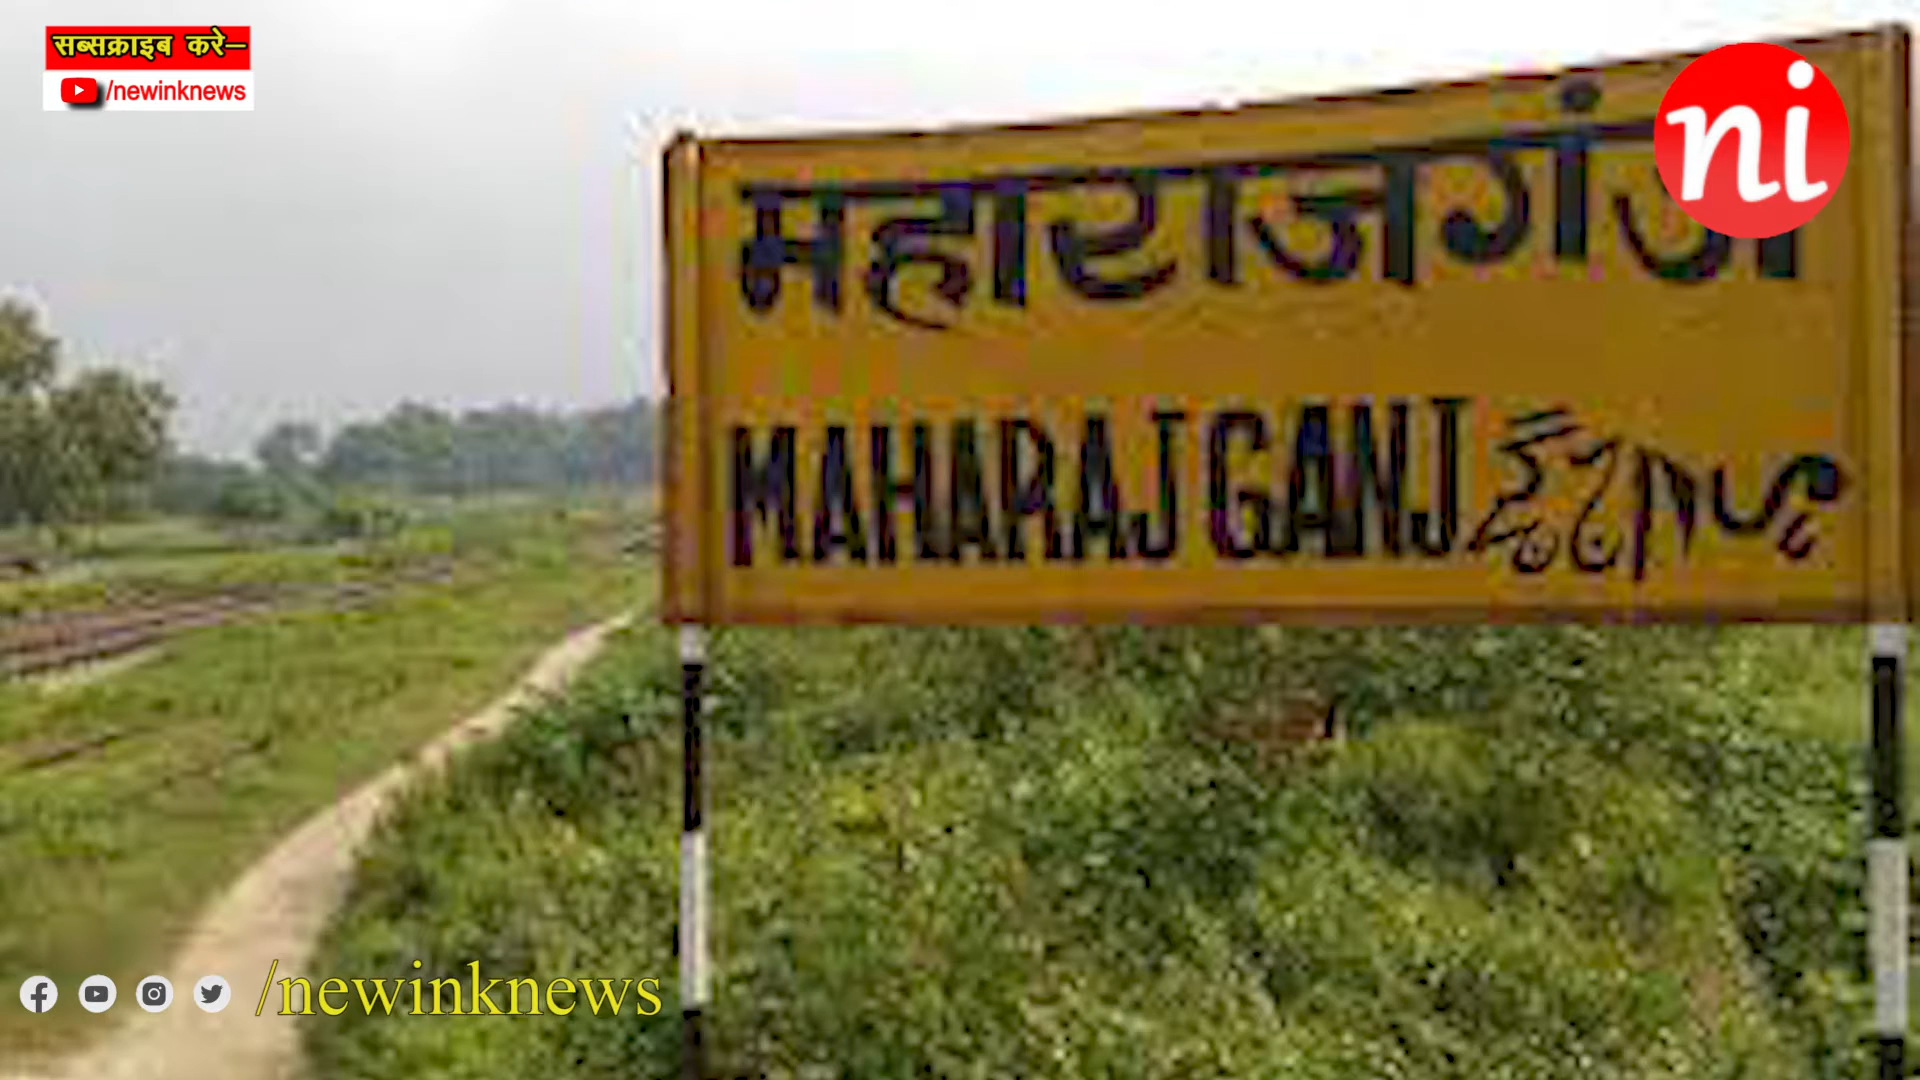 सब्सक्राइब करे–
/newinknews
ni
महाराजगंज
MAHARAJGANJ
/newinknews